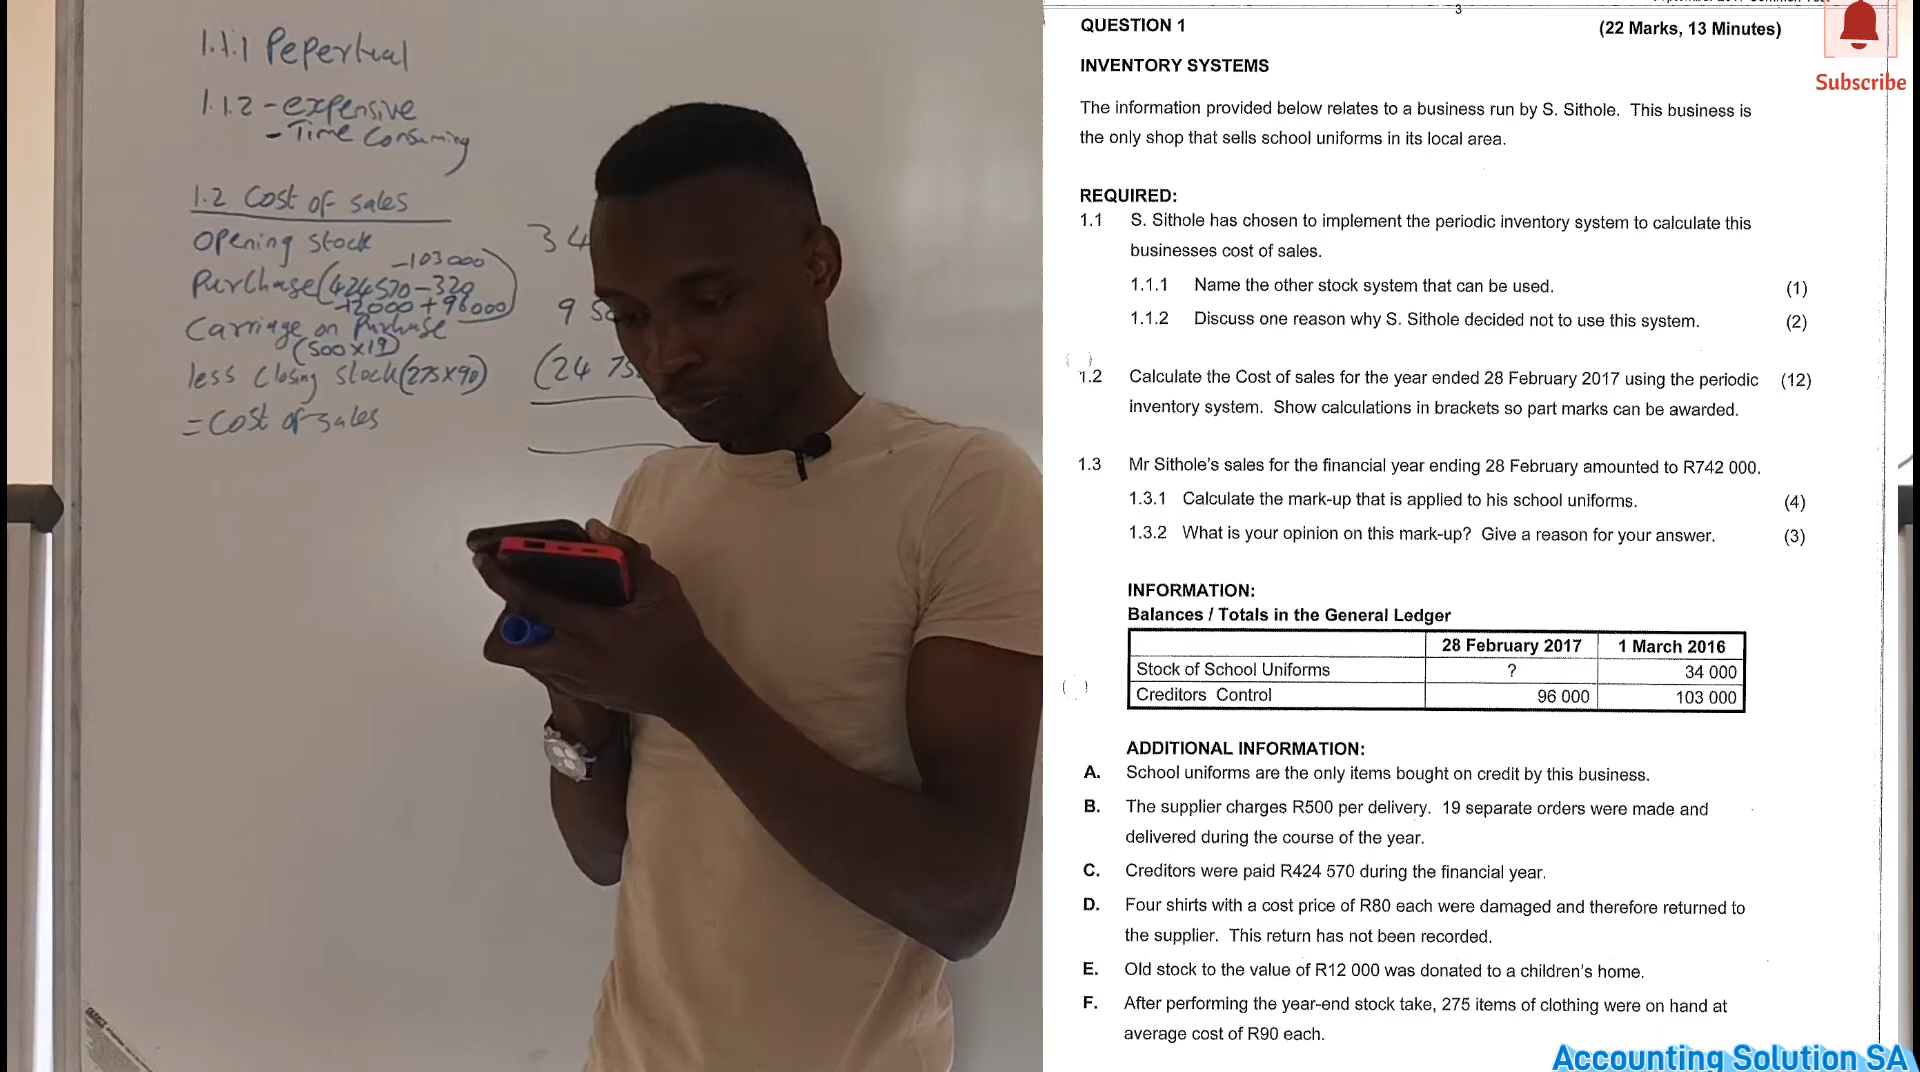 1.1.1 Pepertual
1.1.2 - expensive
- Time Consuming
1.2 Cost of sales
Opening stock 34
-103000
Purchase(424570-320
-12000 + 96000)
Carriage on Purchase 9 50
(500x19)
less Closing Stock(275x90) (24 75
= Cost of sales
3
QUESTION 1 (22 Marks, 13 Minutes)
Subscribe
INVENTORY SYSTEMS
The information provided below relates to a business run by S. Sithole. This business is
the only shop that sells school uniforms in its local area.
REQUIRED:
1.1 S. Sithole has chosen to implement the periodic inventory system to calculate this
businesses cost of sales.
1.1.1 Name the other stock system that can be used. (1)
1.1.2 Discuss one reason why S. Sithole decided not to use this system. (2)
1.2 Calculate the Cost of sales for the year ended 28 February 2017 using the periodic (12)
inventory system. Show calculations in brackets so part marks can be awarded.
1.3 Mr Sithole's sales for the financial year ending 28 February amounted to R742 000.
1.3.1 Calculate the mark-up that is applied to his school uniforms. (4)
1.3.2 What is your opinion on this mark-up? Give a reason for your answer. (3)
INFORMATION:
Balances / Totals in the General Ledger
28 February 2017 1 March 2016
Stock of School Uniforms ? 34 000
Creditors Control 96 000 103 000
ADDITIONAL INFORMATION:
A. School uniforms are the only items bought on credit by this business.
B. The supplier charges R500 per delivery. 19 separate orders were made and
delivered during the course of the year.
C. Creditors were paid R424 570 during the financial year.
D. Four shirts with a cost price of R80 each were damaged and therefore returned to
the supplier. This return has not been recorded.
E. Old stock to the value of R12 000 was donated to a children's home.
F. After performing the year-end stock take, 275 items of clothing were on hand at
average cost of R90 each.
Accounting Solution SA